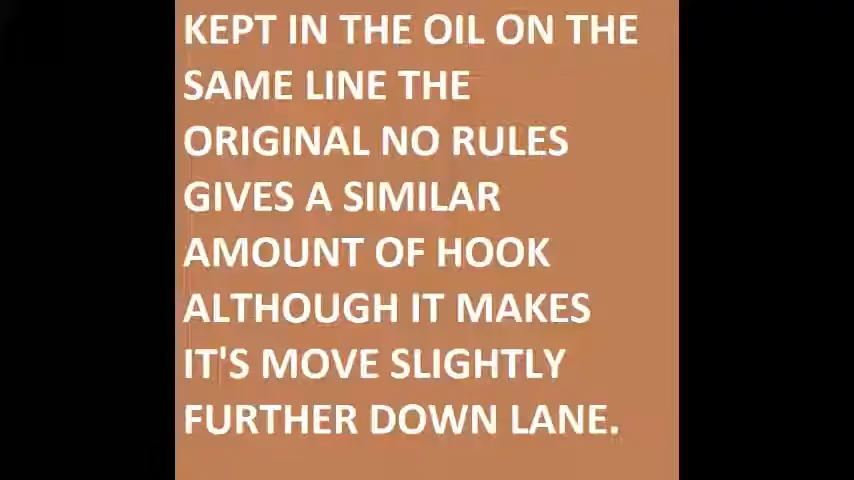 KEPT IN THE OIL ON THE
SAME LINE THE
ORIGINAL NO RULES
GIVES A SIMILAR
AMOUNT OF HOOK
ALTHOUGH IT MAKES
IT'S MOVE SLIGHTLY
FURTHER DOWN LANE.